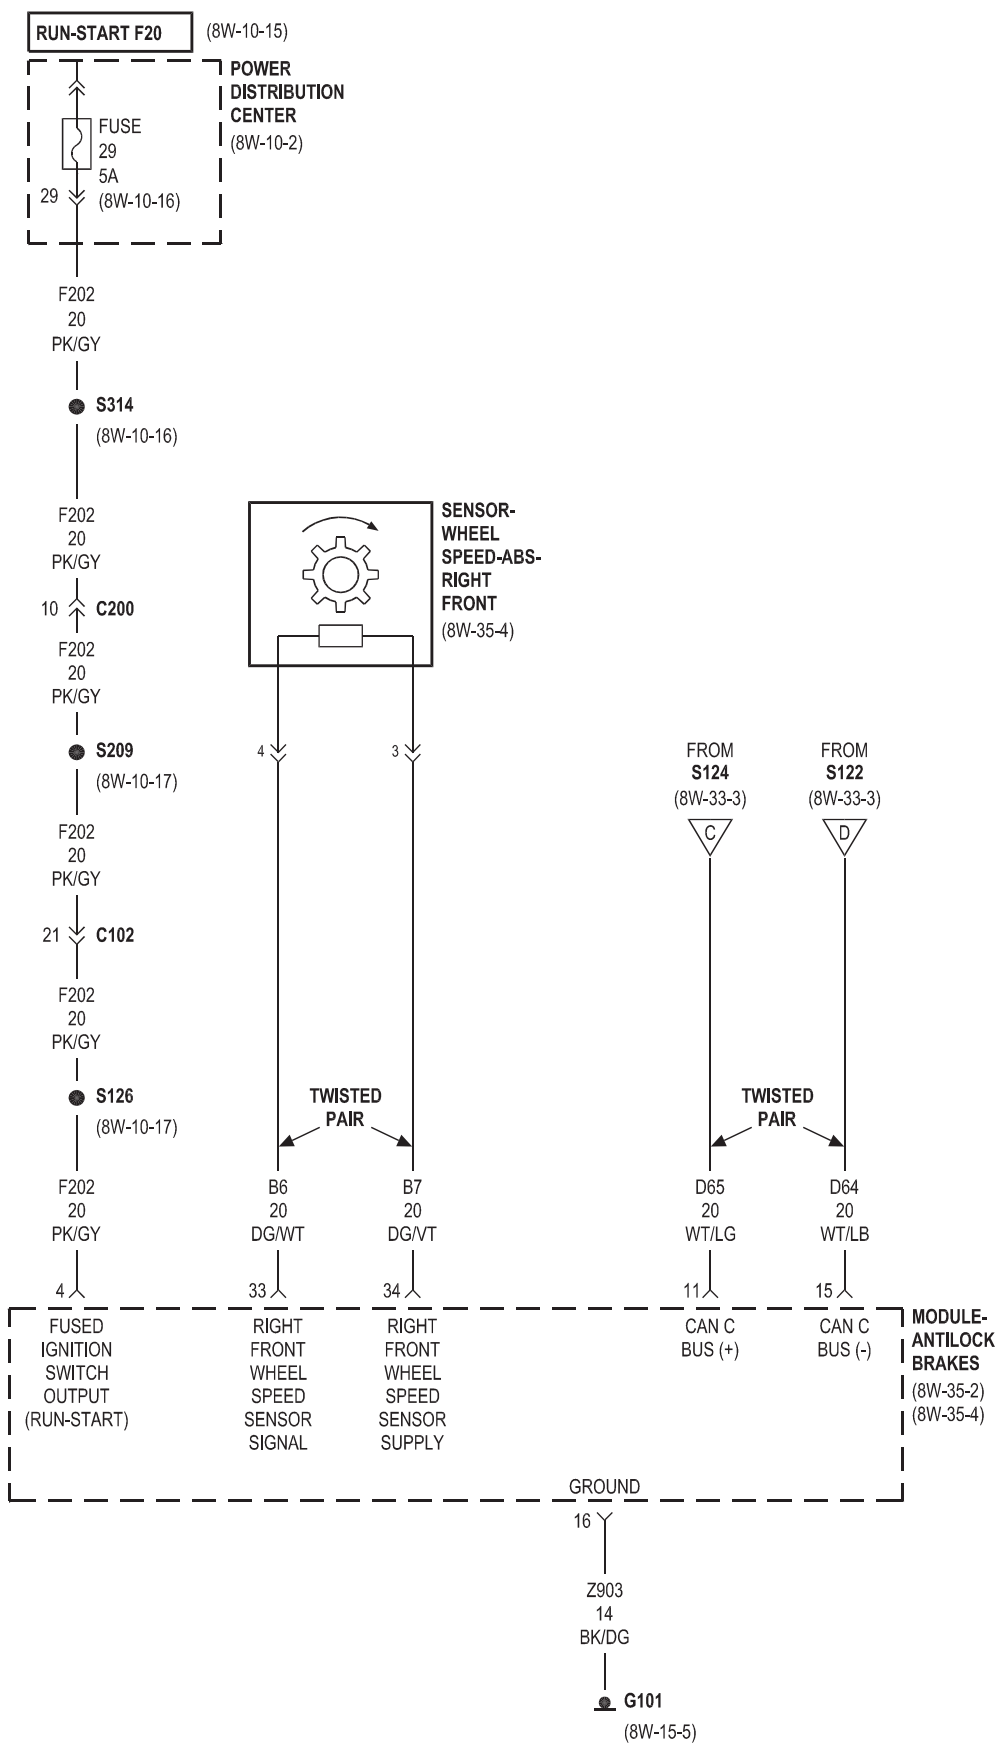 RUN-START F20
(8W-10-15)
POWER
DISTRIBUTION
CENTER
(8W-10-2)
FUSE
29
5A
(8W-10-16)
29
F202
20
PK/GY
S314
(8W-10-16)
F202
20
PK/GY
10
C200
F202
20
PK/GY
S209
(8W-10-17)
F202
20
PK/GY
21
C102
F202
20
PK/GY
S126
(8W-10-17)
F202
20
PK/GY
4
SENSOR-
WHEEL
SPEED-ABS-
RIGHT
FRONT
(8W-35-4)
4
3
TWISTED
PAIR
B6
20
DG/WT
33
B7
20
DG/VT
34
FROM
S124
(8W-33-3)
C
FROM
S122
(8W-33-3)
D
TWISTED
PAIR
D65
20
WT/LG
11
D64
20
WT/LB
15
FUSED
IGNITION
SWITCH
OUTPUT
(RUN-START)
RIGHT
FRONT
WHEEL
SPEED
SENSOR
SIGNAL
RIGHT
FRONT
WHEEL
SPEED
SENSOR
SUPPLY
CAN C
BUS (+)
CAN C
BUS (-)
MODULE-
ANTILOCK
BRAKES
(8W-35-2)
(8W-35-4)
GROUND
16
Z903
14
BK/DG
G101
(8W-15-5)